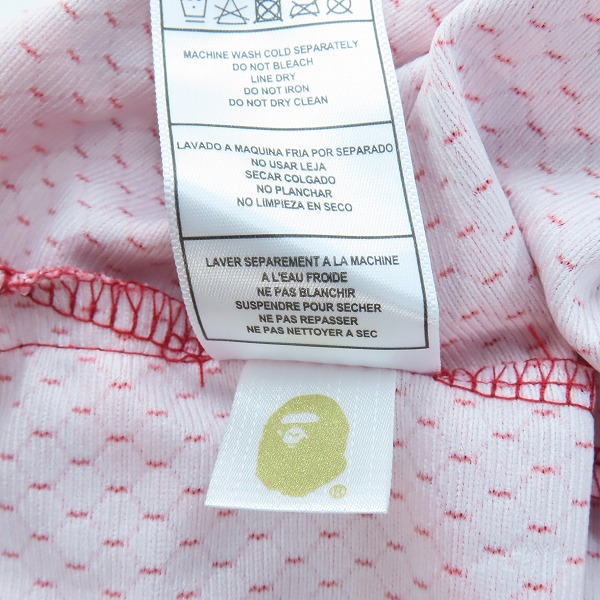 MACHINE WASH COLD SEPARATELY
DO NOT BLEACH
LINE DRY
DO NOT IRON
DO NOT DRY CLEAN
LAVADO A MAQUINA FRIA POR SEPARADO
NO USAR LEJA
SECAR COLGADO
NO PLANCHAR
NO LIMPIEZA EN SECO
LAVER SEPAREMENT A LA MACHINE
A L'EAU FROIDE
NE PAS BLANCHIR
SUSPENDRE POUR SECHER
NE PAS REPASSER
NE PAS NETTOYER A SEC
®